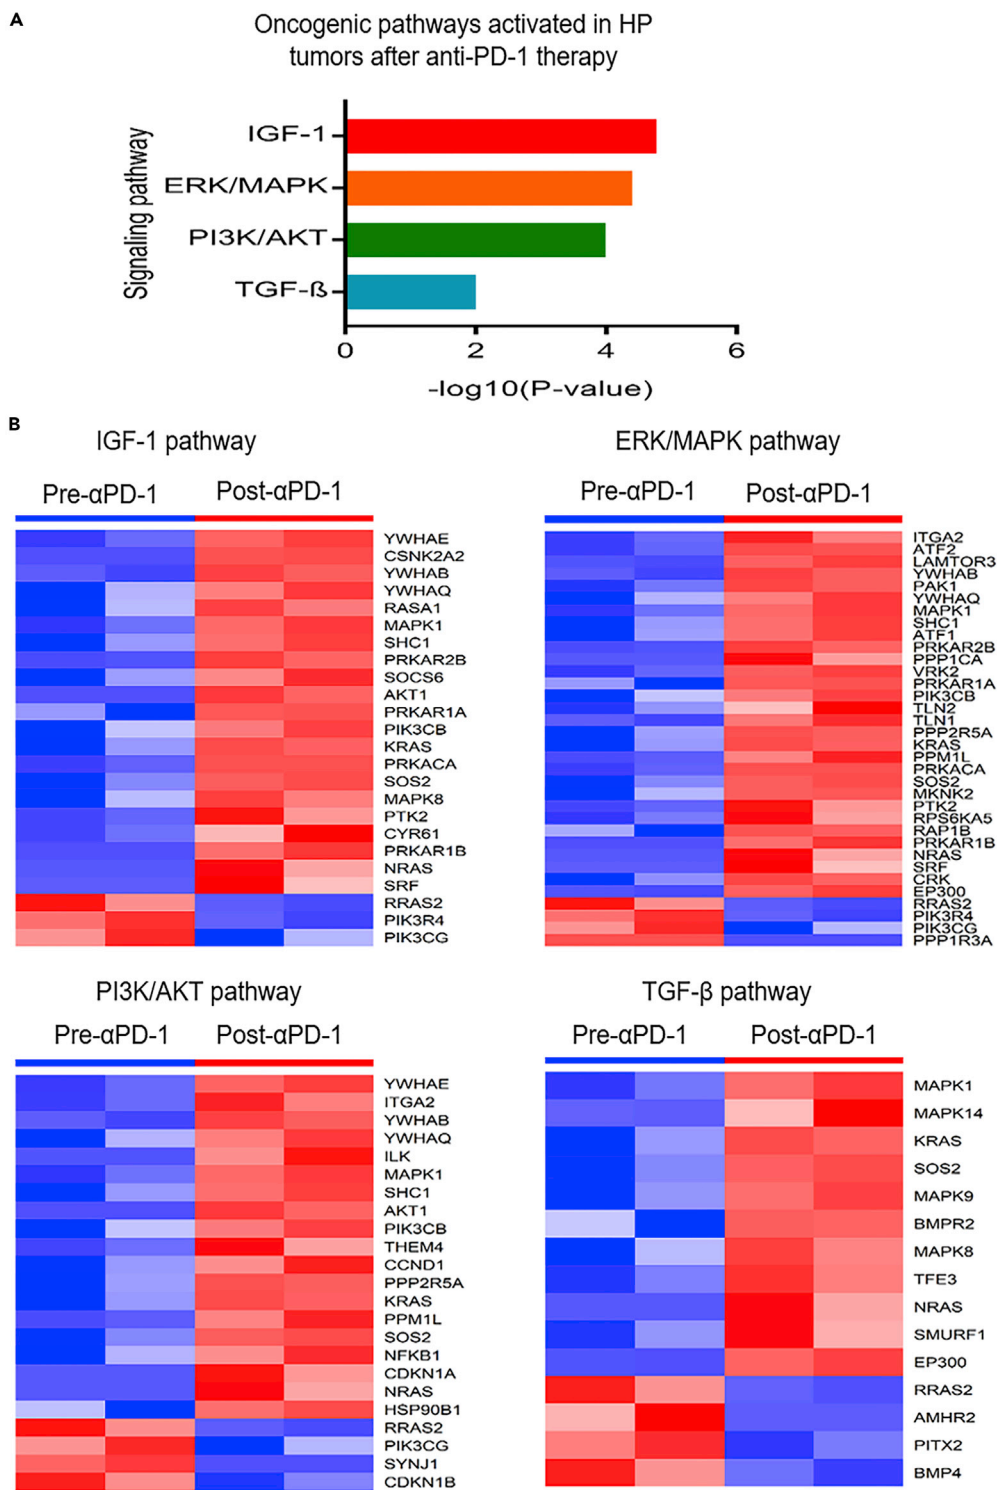 A
Oncogenic pathways activated in HP
tumors after anti-PD-1 therapy
Signaling pathway
IGF-1
ERK/MAPK
PI3K/AKT
TGF-ß
0 2 4 6
-log10(P-value)
B
IGF-1 pathway
Pre-αPD-1 Post-αPD-1
YWHAE
CSNK2A2
YWHAB
YWHAQ
RASA1
MAPK1
SHC1
PRKAR2B
SOCS6
AKT1
PRKAR1A
PIK3CB
KRAS
PRKACA
SOS2
MAPK8
PTK2
CYR61
PRKAR1B
NRAS
SRF
RRAS2
PIK3R4
PIK3CG
ERK/MAPK pathway
Pre-αPD-1 Post-αPD-1
ITGA2
ATF2
LAMTOR3
YWHAB
PAK1
YWHAQ
MAPK1
SHC1
ATF1
PRKAR2B
PPP1CA
VRK2
PRKAR1A
PIK3CB
TLN2
TLN1
PPP2R5A
KRAS
PPM1L
PRKACA
SOS2
MKNK2
PTK2
RPS6KA5
RAP1B
PRKAR1B
NRAS
SRF
CRK
EP300
RRAS2
PIK3R4
PIK3CG
PPP1R3A
PI3K/AKT pathway
Pre-αPD-1 Post-αPD-1
YWHAE
ITGA2
YWHAB
YWHAQ
ILK
MAPK1
SHC1
AKT1
PIK3CB
THEM4
CCND1
PPP2R5A
KRAS
PPM1L
SOS2
NFKB1
CDKN1A
NRAS
HSP90B1
RRAS2
PIK3CG
SYNJ1
CDKN1B
TGF-β pathway
Pre-αPD-1 Post-αPD-1
MAPK1
MAPK14
KRAS
SOS2
MAPK9
BMPR2
MAPK8
TFE3
NRAS
SMURF1
EP300
RRAS2
AMHR2
PITX2
BMP4